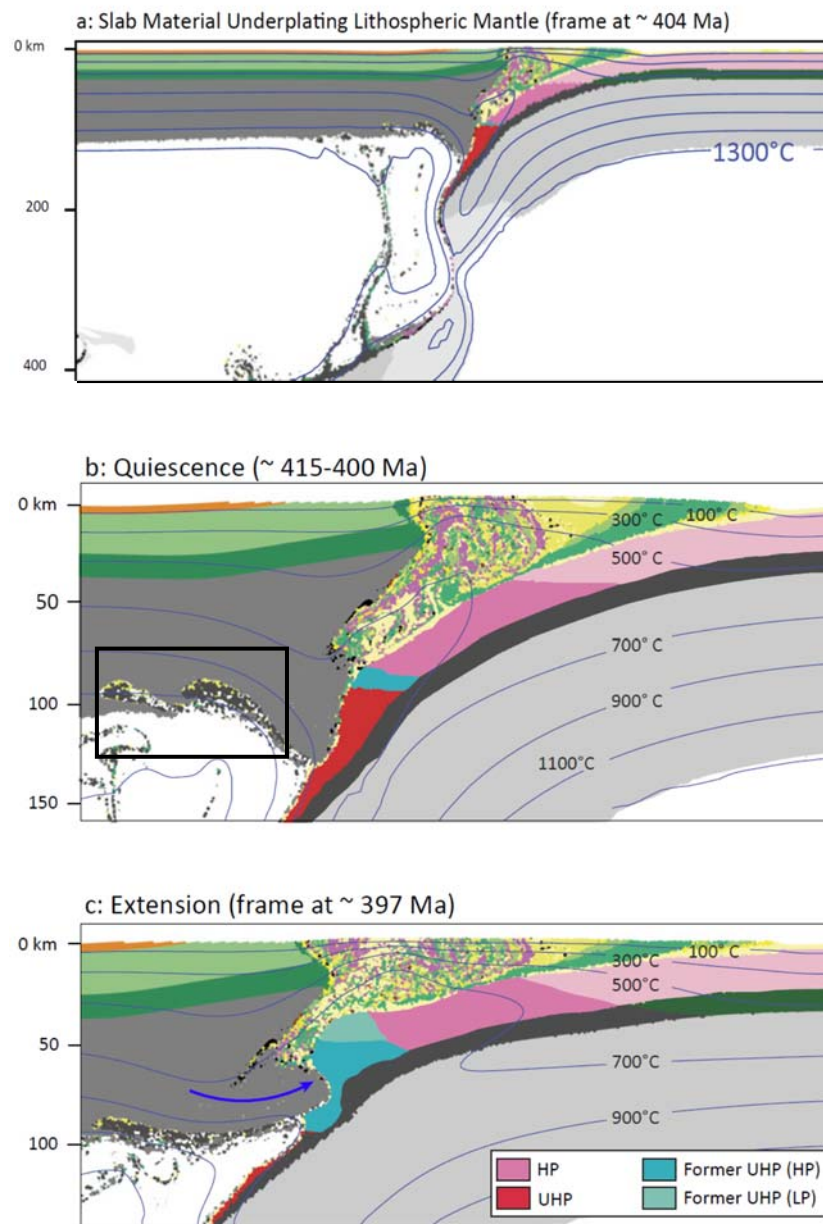 a: Slab Material Underplating Lithospheric Mantle (frame at ~ 404 Ma)
0 km
1300°C
200
400
b: Quiescence (~ 415-400 Ma)
0 km
300° C 100° C
500° C
50
700° C
100
900° C
1100°C
150
c: Extension (frame at ~ 397 Ma)
0 km
100° C
300°C
500°C
50
700°C
900°C
100
HP Former UHP (HP)
UHP Former UHP (LP)